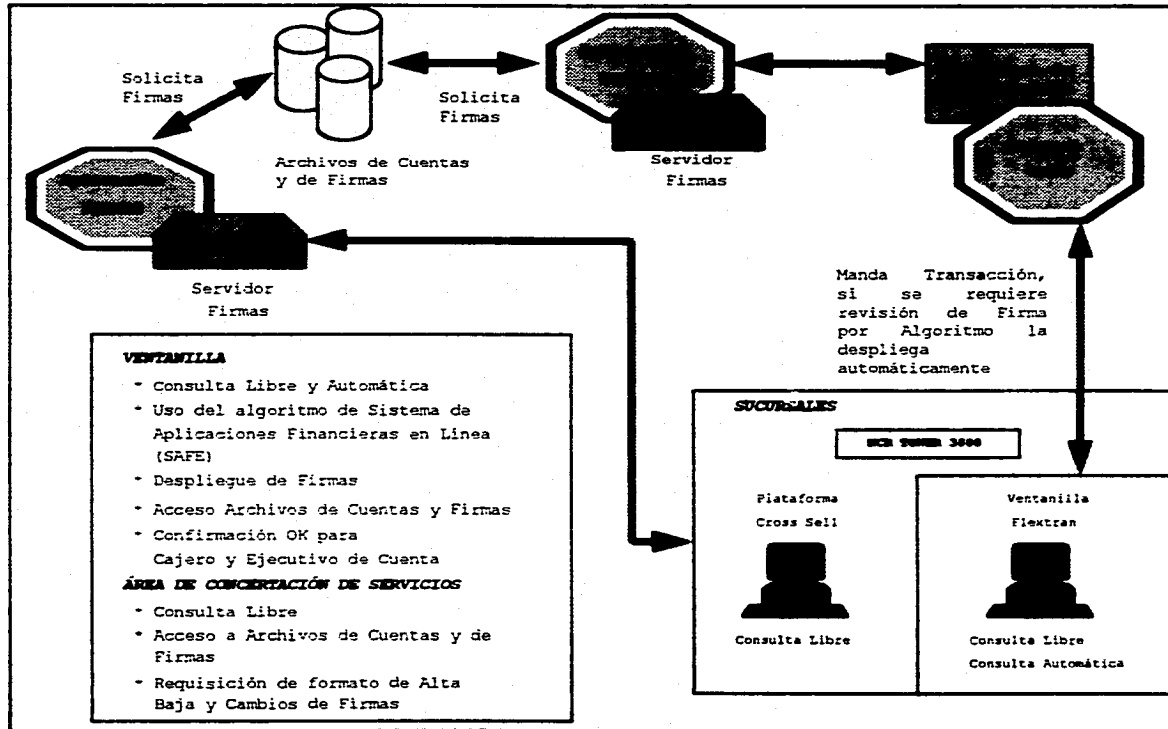 Solicita
Firmas
Solicita
Firmas
Archivos de Cuentas
y de Firmas
Servidor
Firmas
Servidor
Firmas
Manda Transacción,
si se requiere
revisión de Firma
por Algoritmo la
despliega
automáticamente
VENTANILLA
* Consulta Libre y Automática
* Uso del algoritmo de Sistema de
Aplicaciones Financieras en Línea
(SAFE)
* Despliegue de Firmas
* Acceso Archivos de Cuentas y Firmas
* Confirmación OK para
Cajero y Ejecutivo de Cuenta
ÁREA DE CONCERTACIÓN DE SERVICIOS
* Consulta Libre
* Acceso a Archivos de Cuentas y de
Firmas
* Requisición de formato de Alta
Baja y Cambios de Firmas
SUCURSALES
NCR 3600
Plataforma
Cross Sell
Consulta Libre
Ventanilla
Flextran
Consulta Libre
Consulta Automática